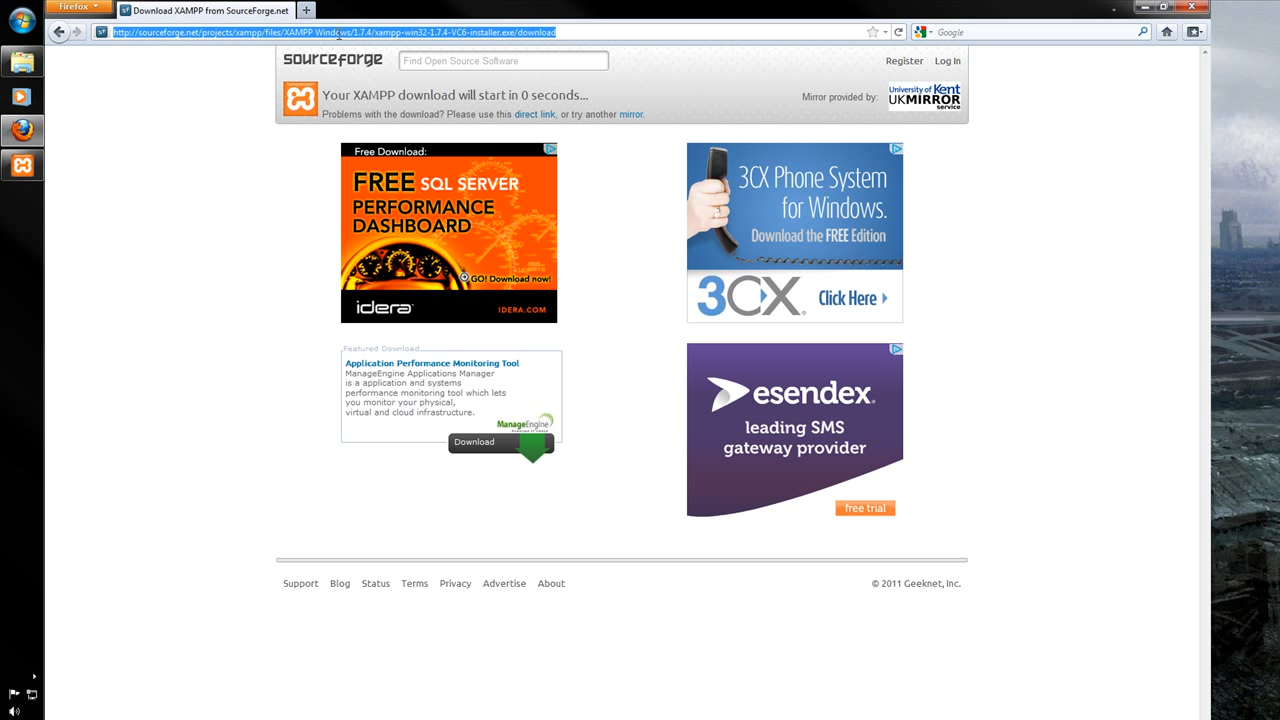 Firefox
Download XAMPP from SourceForge.net
http://sourceforge.net/projects/xampp/files/XAMPP Windows/1.7.4/xampp-win32-1.7.4-VC6-installer.exe/download
Google
sourceforge
Find Open Source Software
Register
Log In
Your XAMPP download will start in 0 seconds...
Problems with the download? Please use this direct link, or try another mirror.
Mirror provided by:
University of Kent
UKMIRROR
service
Free Download:
FREE SQL SERVER
PERFORMANCE
DASHBOARD
GO! Download now!
idera
IDERA.COM
3CX Phone System
for Windows.
Download the FREE Edition
3CX
Click Here
Featured Download
Application Performance Monitoring Tool
ManageEngine Applications Manager
is a application and systems
performance monitoring tool which lets
you monitor your physical,
virtual and cloud infrastructure.
ManageEngine
Download
esendex
leading SMS
gateway provider
free trial
Support Blog Status Terms Privacy Advertise About
© 2011 Geeknet, Inc.